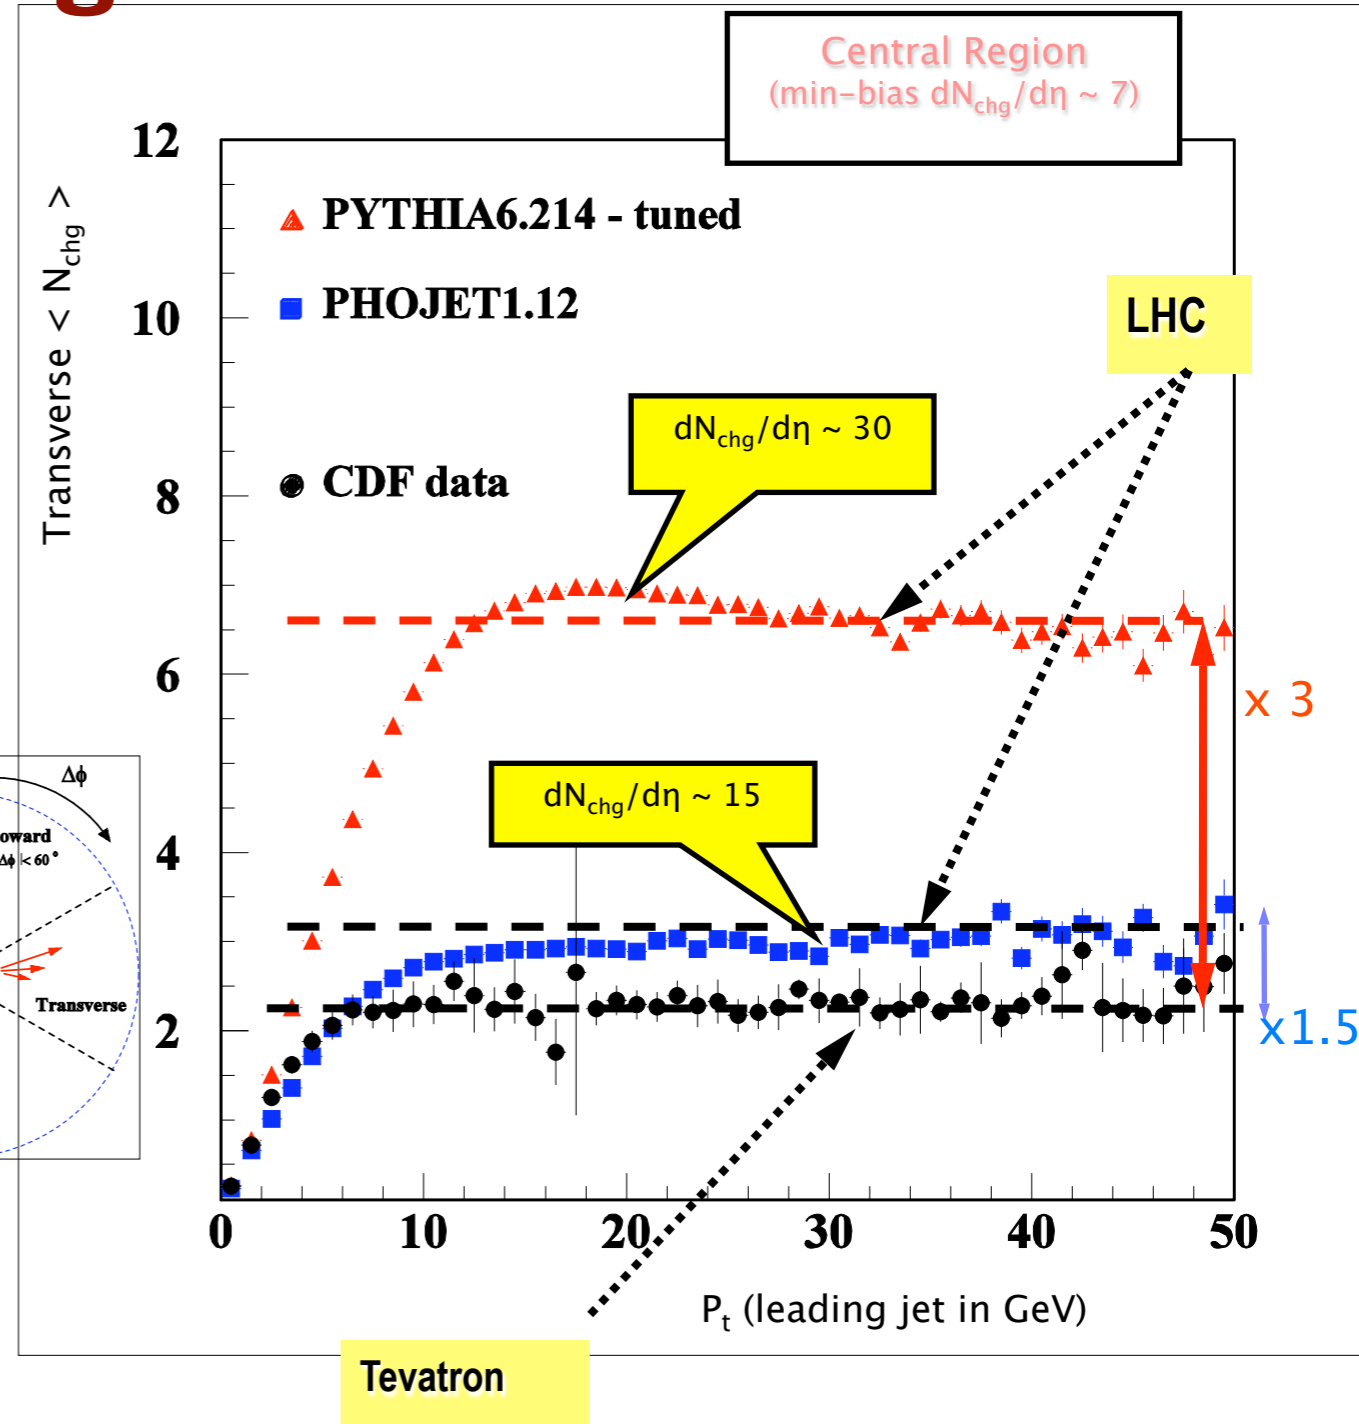 Central Region
(min-bias dNchg/dη ~ 7)
12
10
8
6
4
2
Transverse < Nchg >
PYTHIA6.214 - tuned
PHOJET1.12
CDF data
LHC
dNchg/dη ~ 30
x 3
dNchg/dη ~ 15
x1.5
Δϕ
Δϕ < 60°
Transverse
0 10 20 30 40 50
Pt (leading jet in GeV)
Tevatron